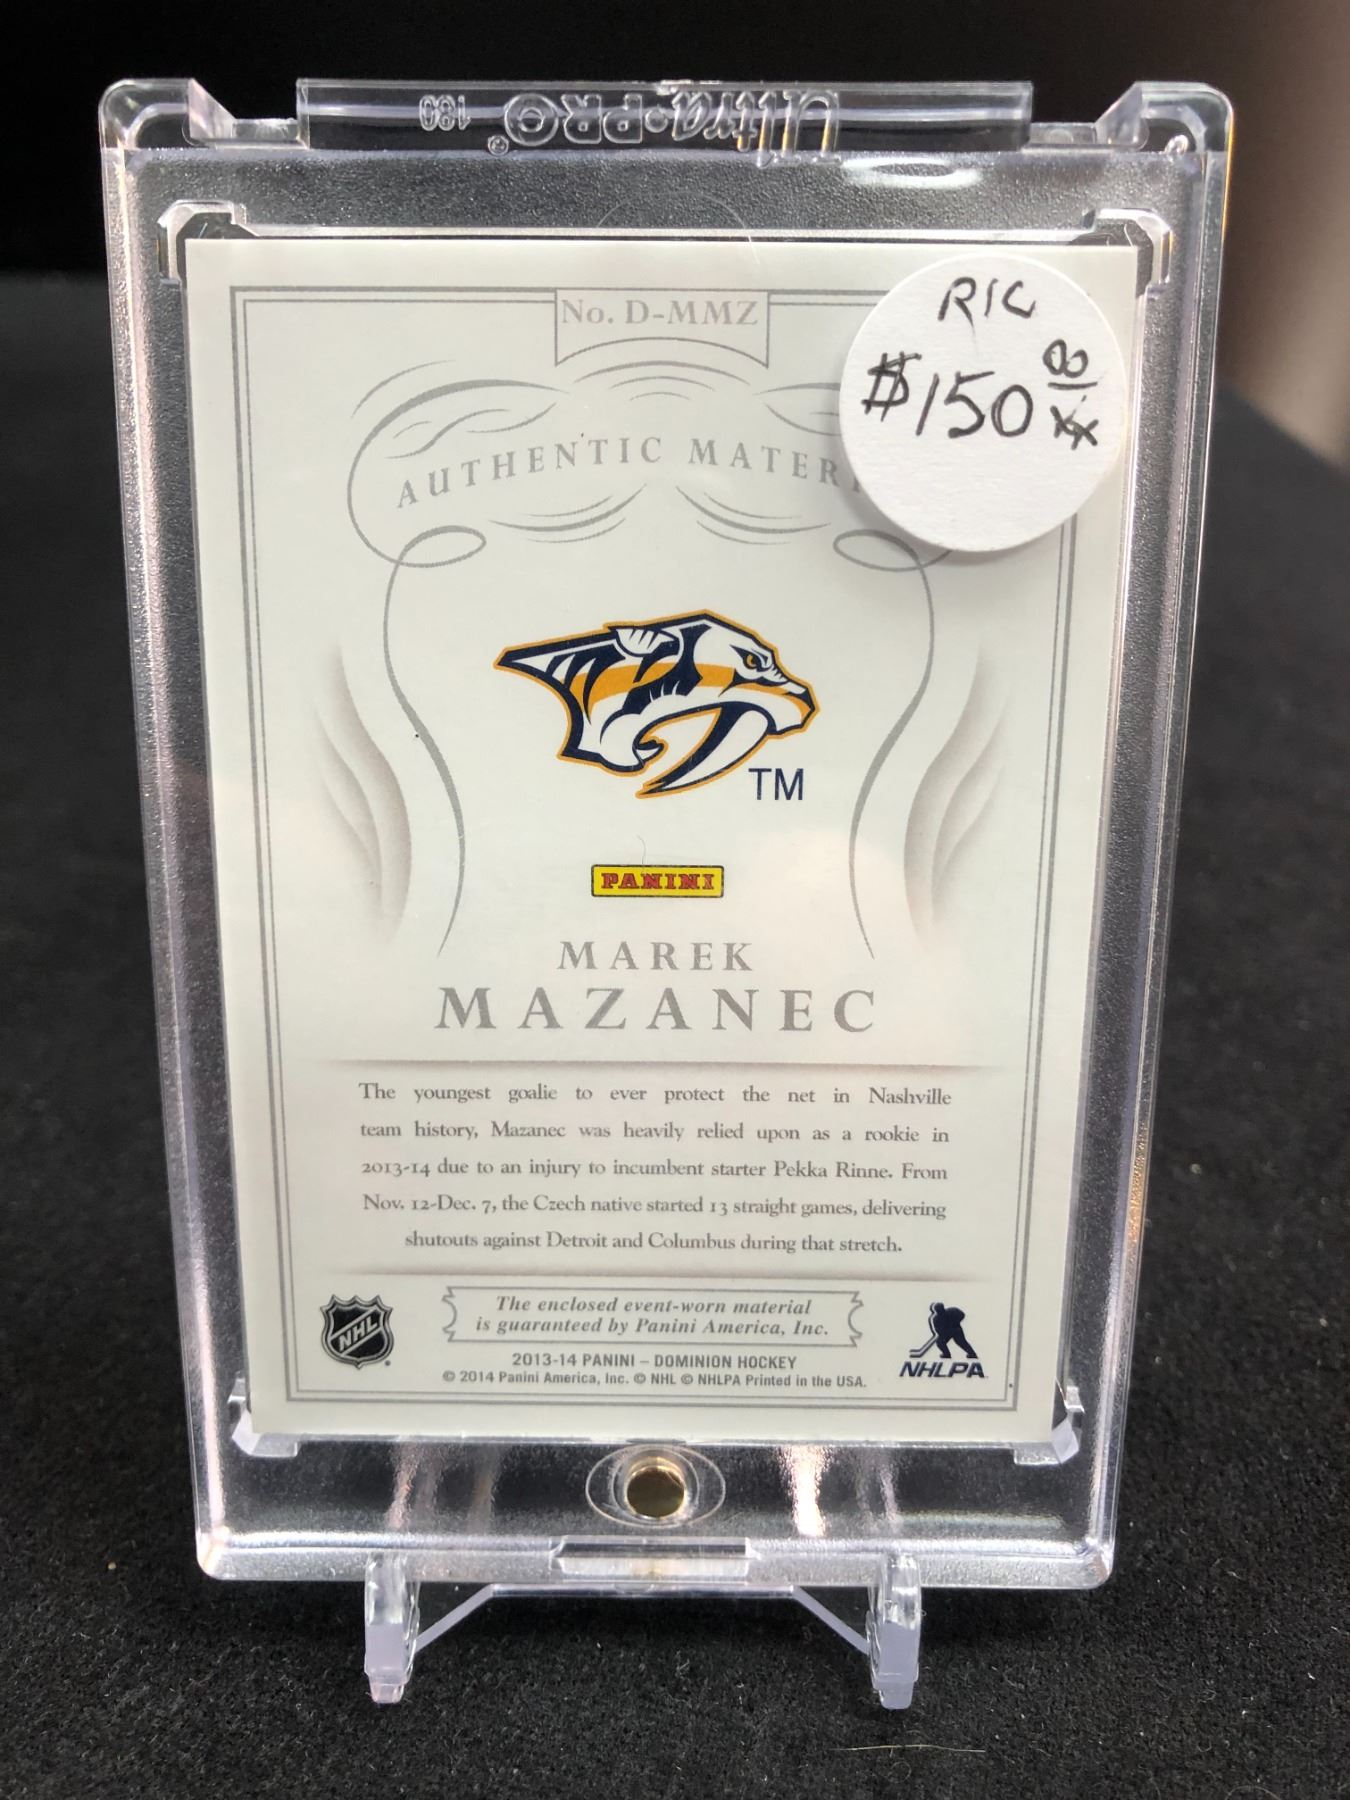 Ultra·PRO® 180
No. D-MMZ
R/C
$150 00/xx
AUTHENTIC MATER
TM
PANINI
MAREK
MAZANEC
The youngest goalie to ever protect the net in Nashville
team history, Mazanec was heavily relied upon as a rookie in
2013-14 due to an injury to incumbent starter Pekka Rinne. From
Nov. 12-Dec. 7, the Czech native started 13 straight games, delivering
shutouts against Detroit and Columbus during that stretch.
The enclosed event-worn material
is guaranteed by Panini America, Inc.
NHL
NHLPA
2013-14 PANINI – DOMINION HOCKEY
© 2014 Panini America, Inc. © NHL © NHLPA Printed in the USA.